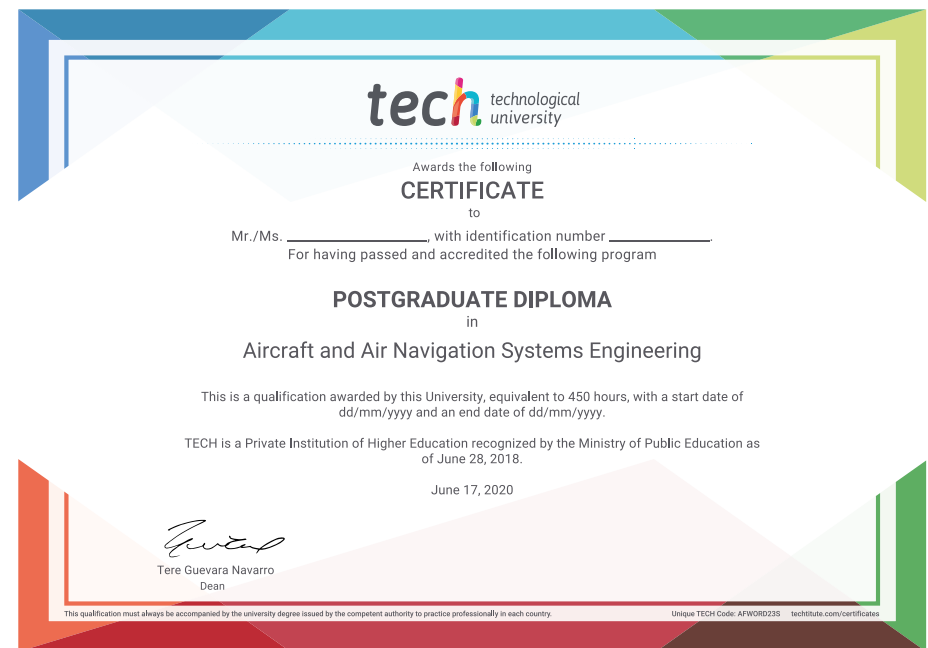 tech technological
university
Awards the following
CERTIFICATE
to
Mr./Ms. ____________________, with identification number ______________.
For having passed and accredited the following program
POSTGRADUATE DIPLOMA
in
Aircraft and Air Navigation Systems Engineering
This is a qualification awarded by this University, equivalent to 450 hours, with a start date of
dd/mm/yyyy and an end date of dd/mm/yyyy.
TECH is a Private Institution of Higher Education recognized by the Ministry of Public Education as
of June 28, 2018.
June 17, 2020
Tere Guevara Navarro
Dean
This qualification must always be accompanied by the university degree issued by the competent authority to practice professionally in each country. Unique TECH Code: AFWORD23S techtitute.com/certificates